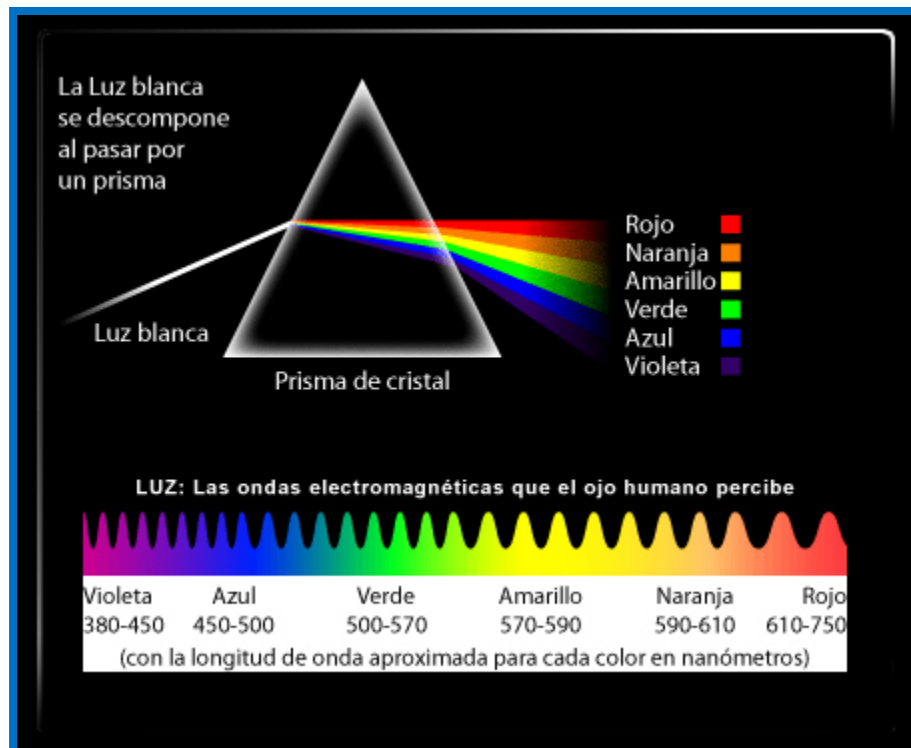 La Luz blanca
se descompone
al pasar por
un prisma
Luz blanca
Prisma de cristal
Rojo
Naranja
Amarillo
Verde
Azul
Violeta
LUZ: Las ondas electromagnéticas que el ojo humano percibe
Violeta Azul Verde Amarillo Naranja Rojo
380-450 450-500 500-570 570-590 590-610 610-750
(con la longitud de onda aproximada para cada color en nanómetros)